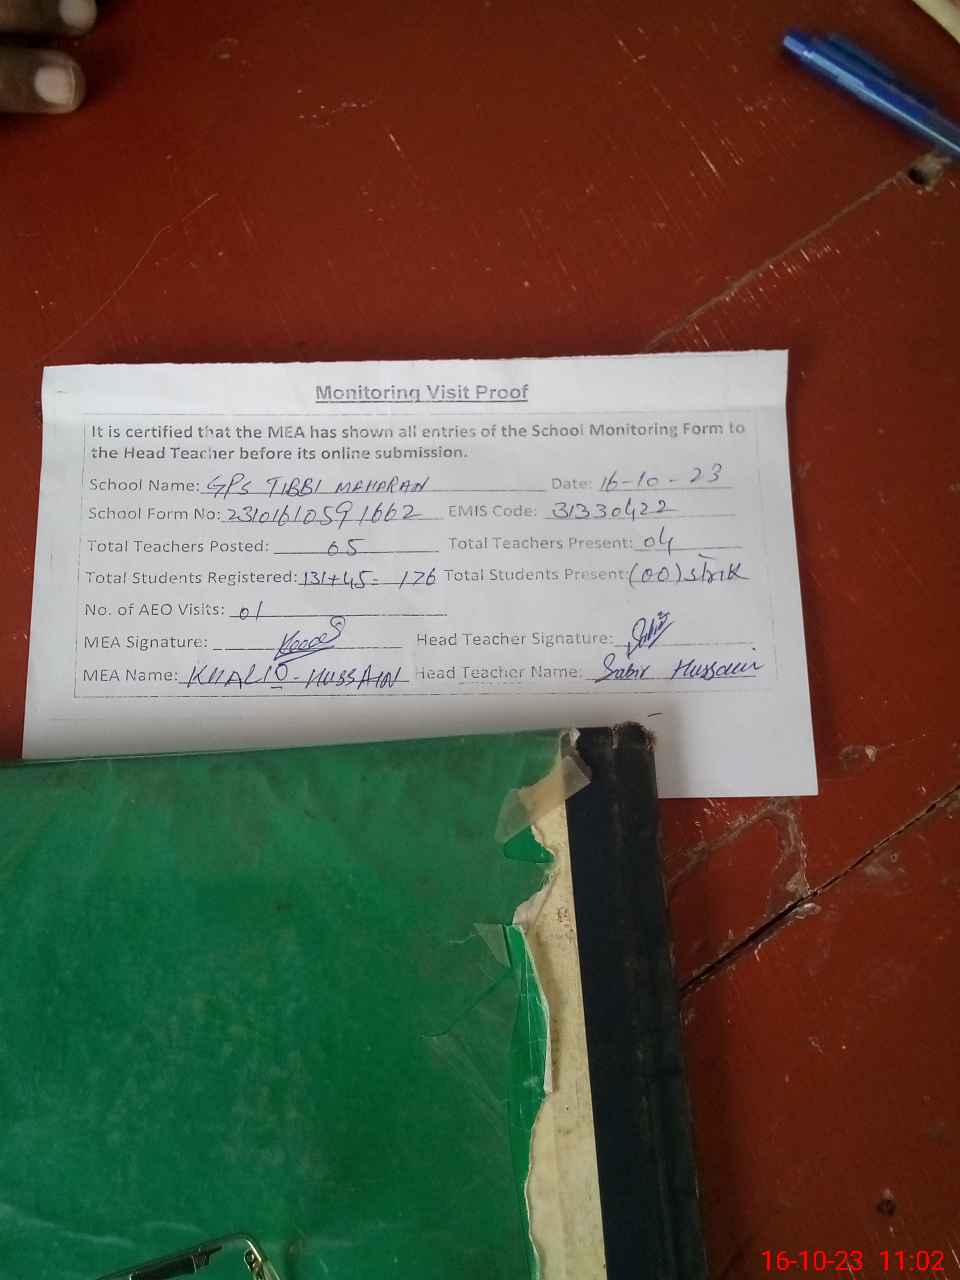 Monitoring Visit Proof
It is certified that the MEA has shown all entries of the School Monitoring Form to
the Head Teacher before its online submission.
School Name: GPS TIBBI MAHARAN Date: 16-10-23
School Form No: 23101610591662 EMIS Code: 31330422
Total Teachers Posted: 05 Total Teachers Present: 04
Total Students Registered: 131+45= 176 Total Students Present: (00) strik
No. of AEO Visits: 01
MEA Signature: Head Teacher Signature: Sabir
MEA Name: KHALID-HUSSAIN Head Teacher Name: Sabir Hussain
16-10-23 11:02